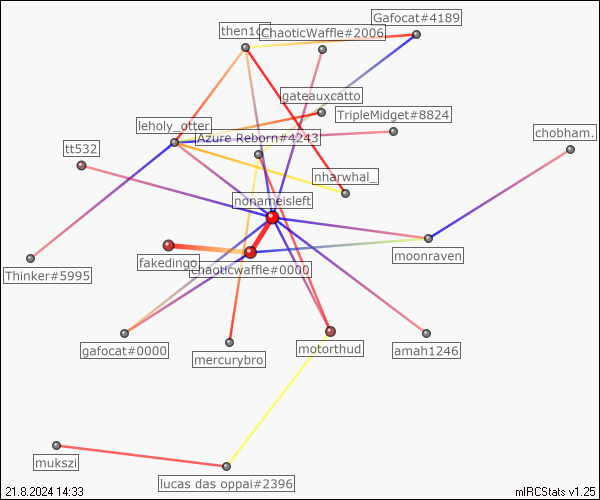 Gafocat#4189
then1c
ChaoticWaffle#2006
gateauxcatto
TripleMidget#8824
leholy_otter
chobham.
Azure Reborn#4243
tt532
nharwhal_
nonameisleft
moonraven
fakedingo
chaoticwaffle#0000
Thinker#5995
gafocat#0000
mercurybro
motorthud
amah1246
mukszi
lucas das oppai#2396
21.8.2024 14:33
mIRCStats v1.25